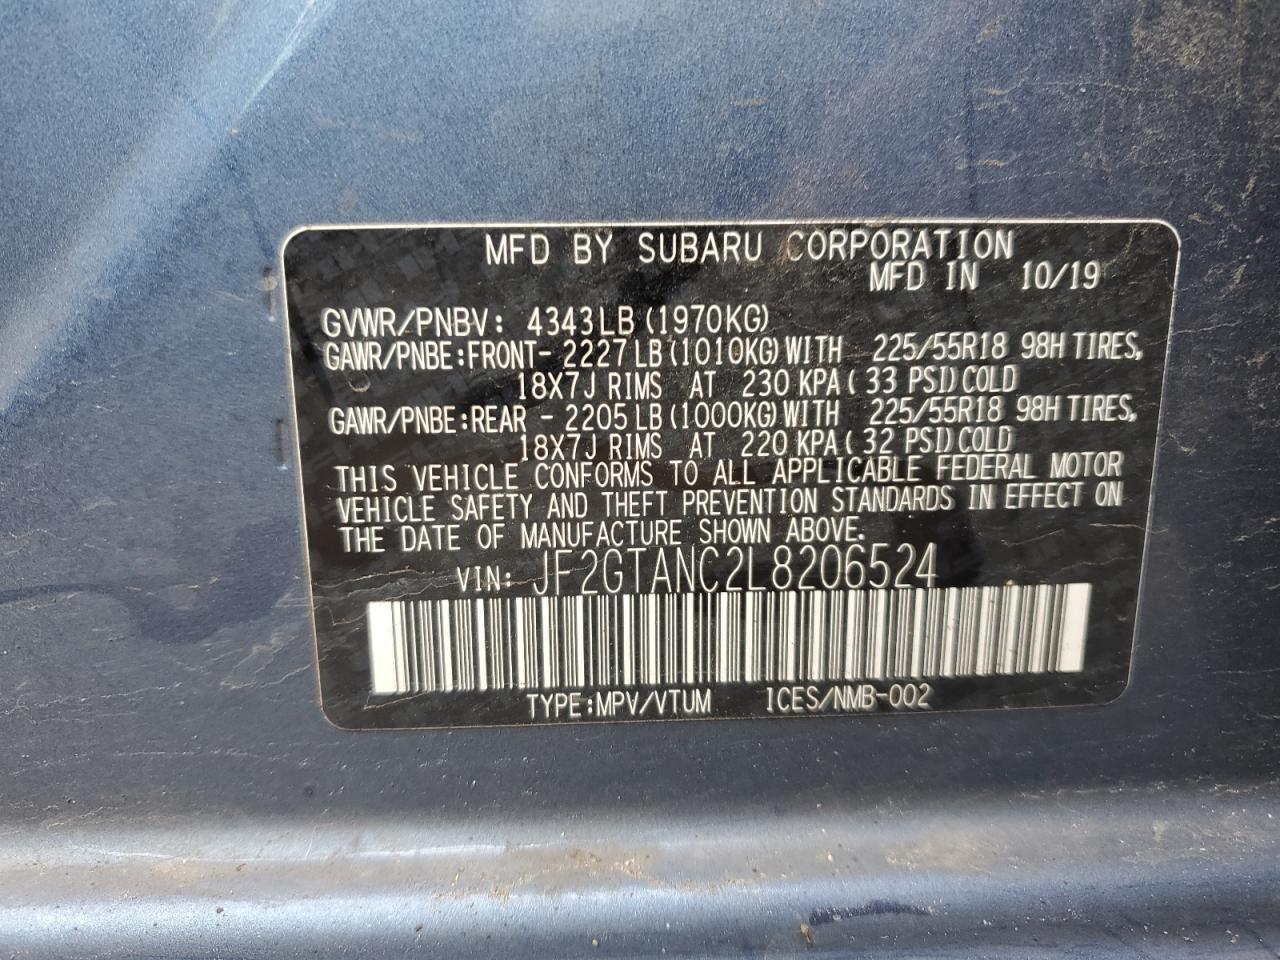 MFD BY SUBARU CORPORATION
MFD IN 10/19
GVWR/PNBV: 4343LB (1970KG)
GAWR/PNBE:FRONT- 2227 LB (1010KG) WITH 225/55R18 98H TIRES,
18X7J RIMS AT 230 KPA ( 33 PSI) COLD
GAWR/PNBE:REAR - 2205 LB (1000KG) WITH 225/55R18 98H TIRES,
18X7J RIMS AT 220 KPA ( 32 PSI) COLD
THIS VEHICLE CONFORMS TO ALL APPLICABLE FEDERAL MOTOR
VEHICLE SAFETY AND THEFT PREVENTION STANDARDS IN EFFECT ON
THE DATE OF MANUFACTURE SHOWN ABOVE.
VIN: JF2GTANC2L8206524
TYPE:MPV/VTUM ICES/NMB-002